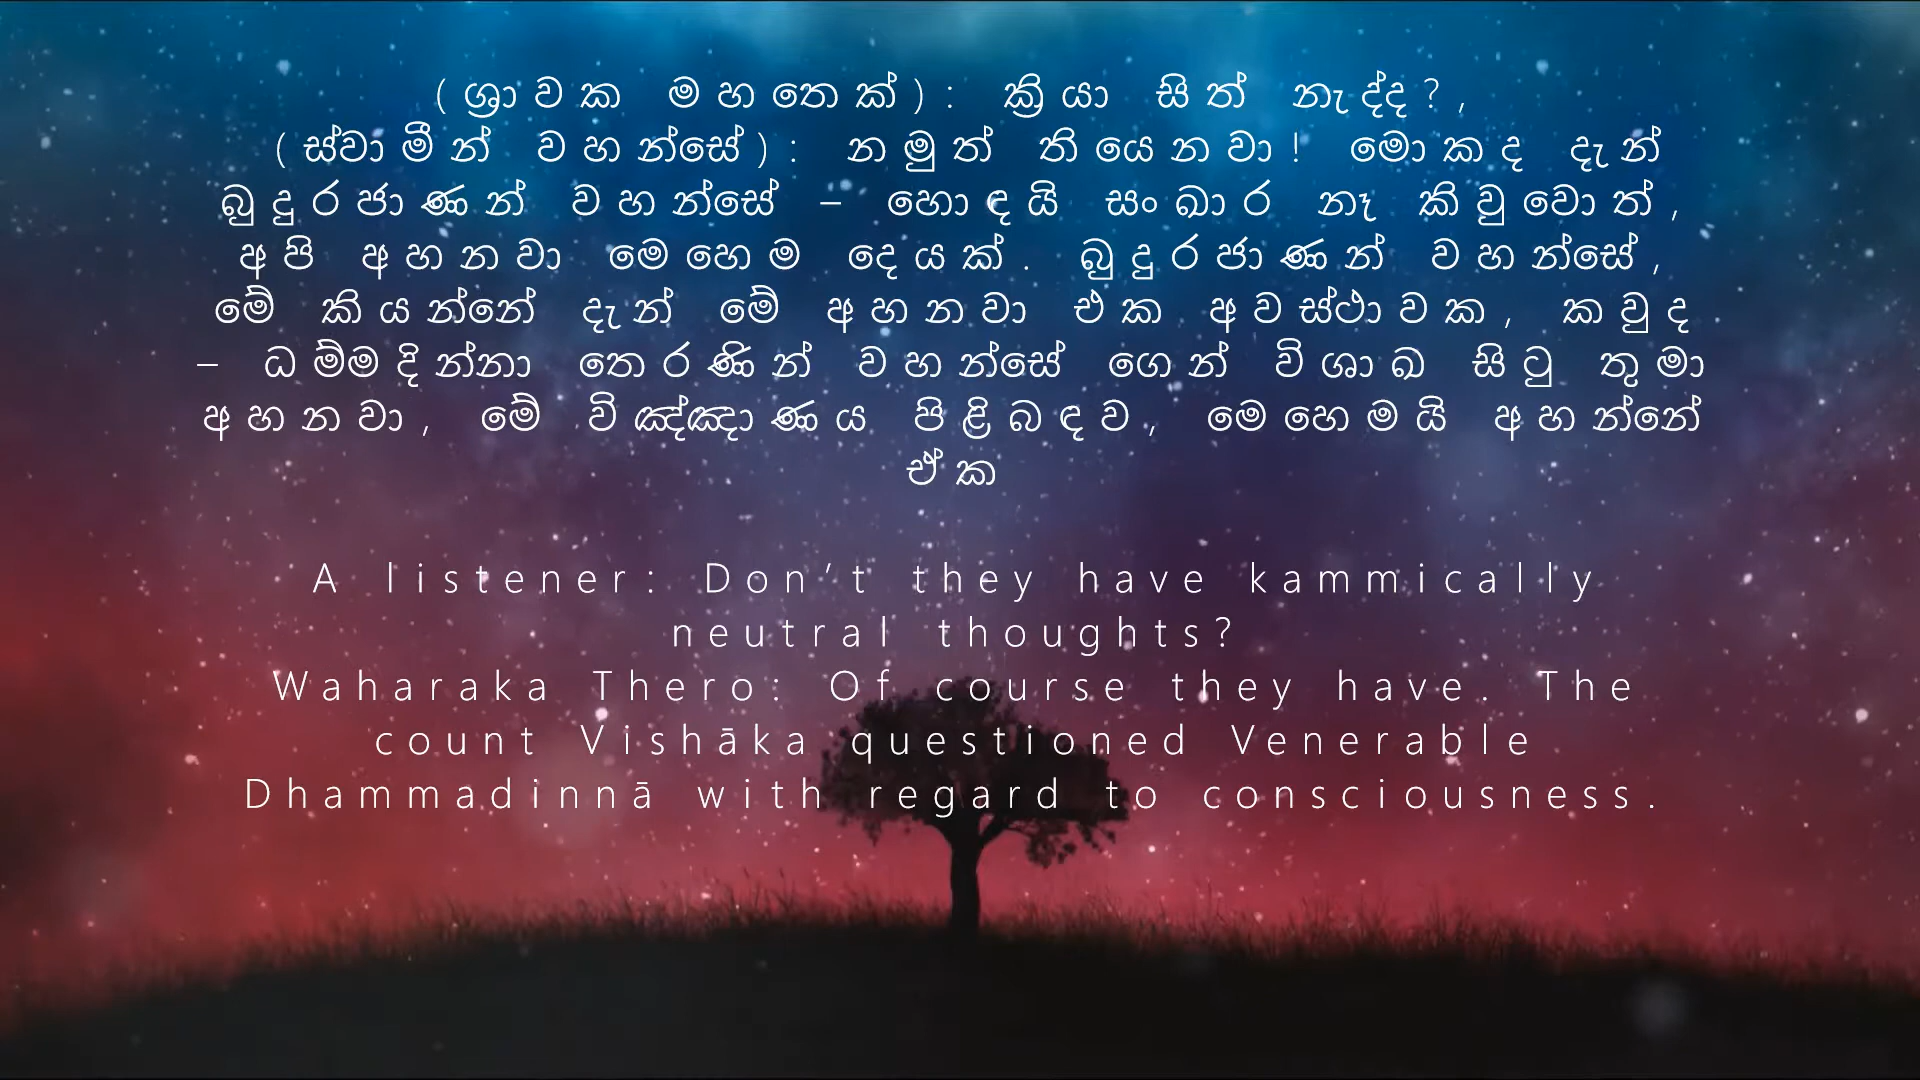 (ශ්‍රාවක මහතෙක්): ක්‍රියා සිත් නැද්ද?,
(ස්වාමීන් වහන්සේ): නමුත් තියෙනවා! මොකද දැන්
බුදුරජාණන් වහන්සේ – හොඳයි සංඛාර නෑ කිවුවොත්,
අපි අහනවා මෙහෙම දෙයක්. බුදුරජාණන් වහන්සේ,
මේ කියන්නේ දැන් මේ අහනවා එක අවස්ථාවක, කවුද
– ධම්මදින්නා තෙරණින් වහන්සේ ගෙන් විශාඛ සිටු තුමා
අහනවා, මේ විඤ්ඤාණය පිළිබඳව, මෙහෙමයි අහන්නේ
ඒක
A listener: Don’t they have kammically
neutral thoughts?
Waharaka Thero: Of course they have. The
count Vishāka questioned Venerable
Dhammadinnā with regard to consciousness.